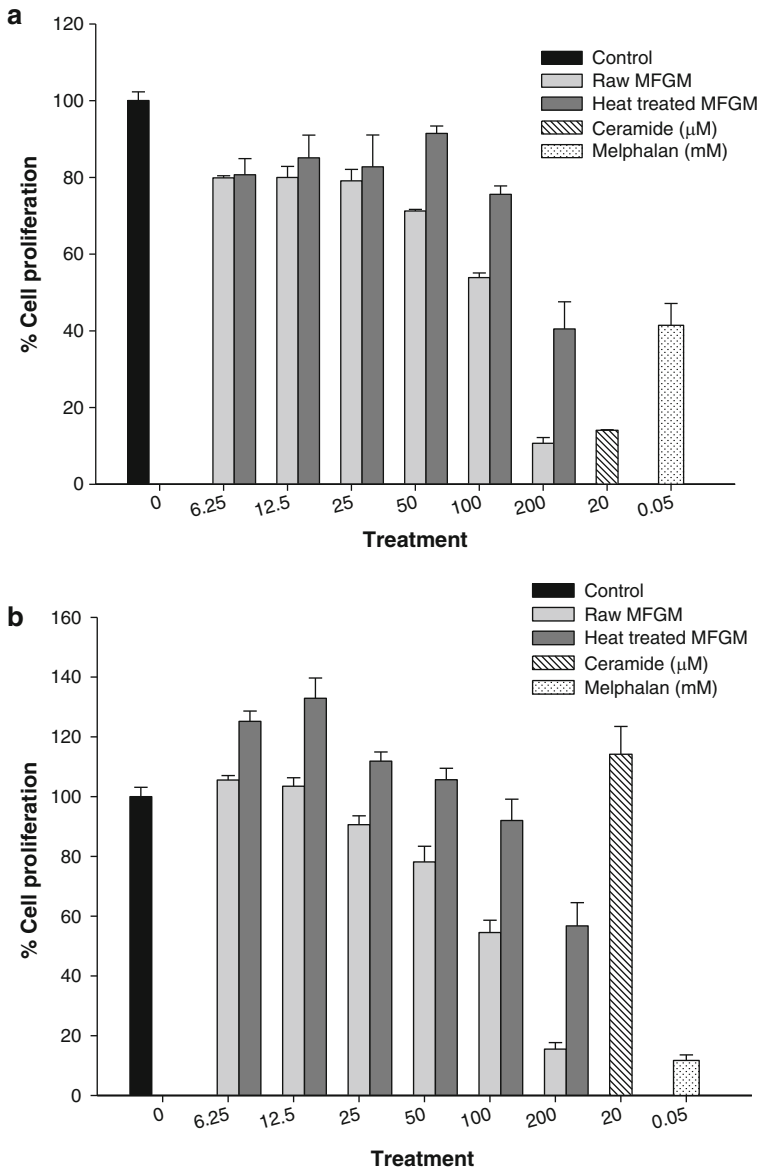 a
120
100
80
60
40
20
0
% Cell proliferation
Control
Raw MFGM
Heat treated MFGM
Ceramide (μM)
Melphalan (mM)
0 6.25 12.5 25 50 100 200 20 0.05
Treatment
b
160
140
120
100
80
60
40
20
0
% Cell proliferation
Control
Raw MFGM
Heat treated MFGM
Ceramide (μM)
Melphalan (mM)
0 6.25 12.5 25 50 100 200 20 0.05
Treatment